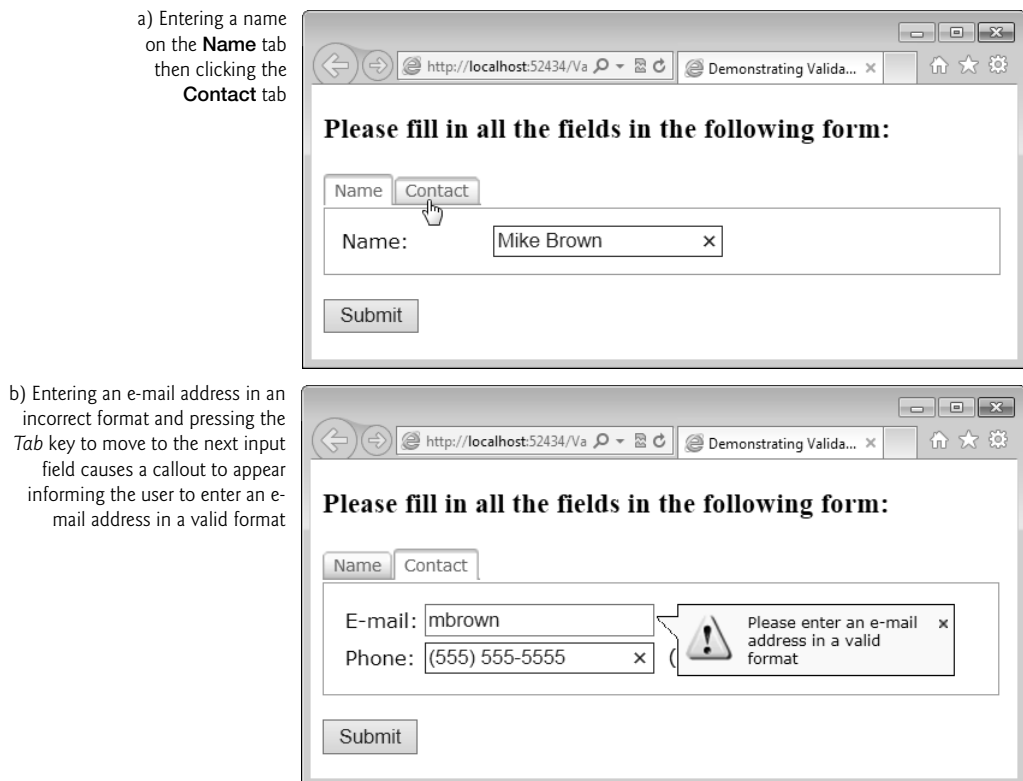 a) Entering a name
on the Name tab
then clicking the
Contact tab
http://localhost:52434/Va
Demonstrating Valida...
Please fill in all the fields in the following form:
Name Contact
Name: Mike Brown
Submit
b) Entering an e-mail address in an
incorrect format and pressing the
Tab key to move to the next input
field causes a callout to appear
informing the user to enter an e-
mail address in a valid format
http://localhost:52434/Va
Demonstrating Valida...
Please fill in all the fields in the following form:
Name Contact
E-mail: mbrown
Please enter an e-mail
address in a valid
format
Phone: (555) 555-5555 (
Submit